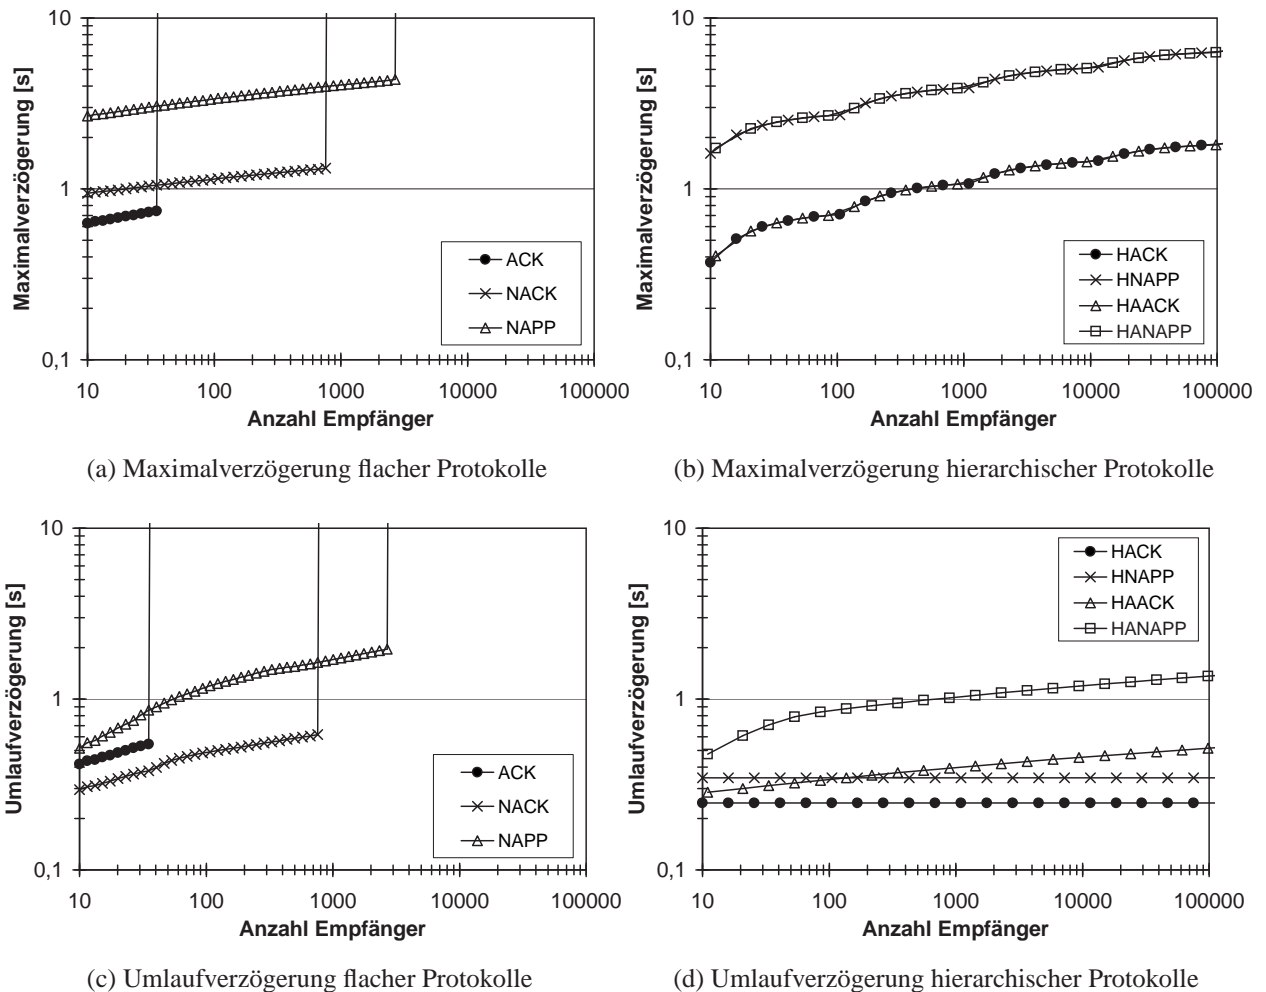 10
1
0,1
Maximalverzögerung [s]
10 100 1000 10000 100000
Anzahl Empfänger
ACK
NACK
NAPP
(a) Maximalverzögerung flacher Protokolle
10
1
0,1
Maximalverzögerung [s]
10 100 1000 10000 100000
Anzahl Empfänger
HACK
HNAPP
HAACK
HANAPP
(b) Maximalverzögerung hierarchischer Protokolle
10
1
0,1
Umlaufverzögerung [s]
10 100 1000 10000 100000
Anzahl Empfänger
ACK
NACK
NAPP
(c) Umlaufverzögerung flacher Protokolle
10
1
0,1
Umlaufverzögerung [s]
10 100 1000 10000 100000
Anzahl Empfänger
HACK
HNAPP
HAACK
HANAPP
(d) Umlaufverzögerung hierarchischer Protokolle